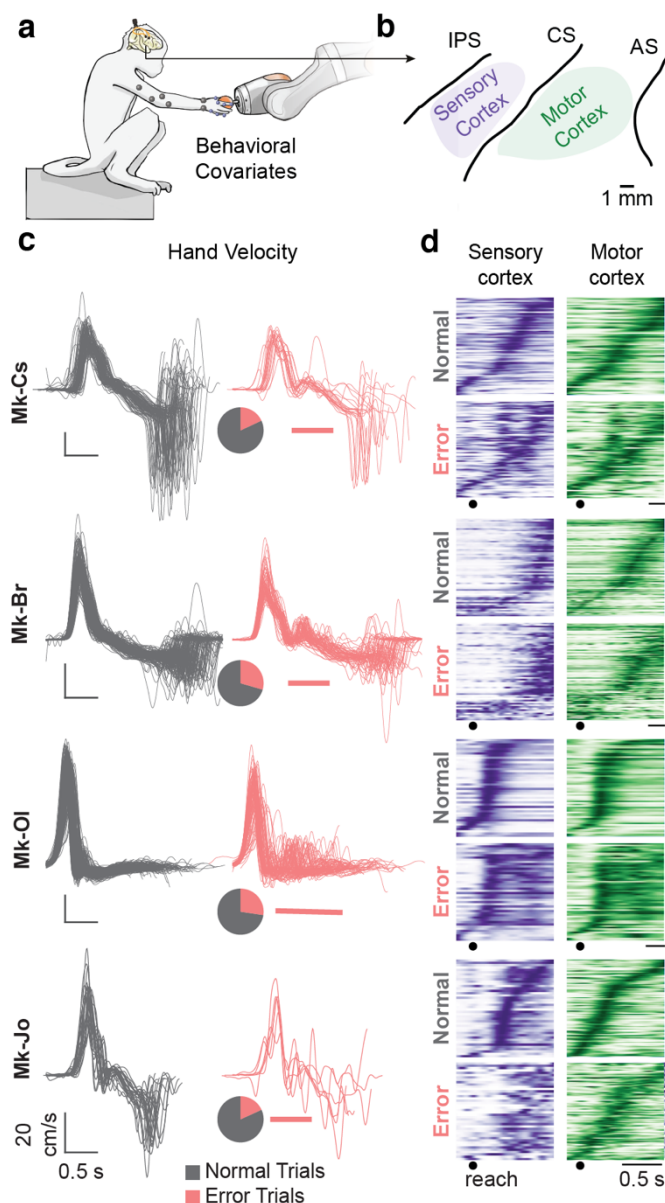 a
Behavioral
Covariates
b
IPS
CS
AS
Sensory
Cortex
Motor
Cortex
1 mm
c
Hand Velocity
Mk-Cs
Mk-Br
Mk-Ol
Mk-Jo
20
cm/s
0.5 s
Normal Trials
Error Trials
d
Sensory
cortex
Motor
cortex
Normal
Error
Normal
Error
Normal
Error
Normal
Error
reach
0.5 s